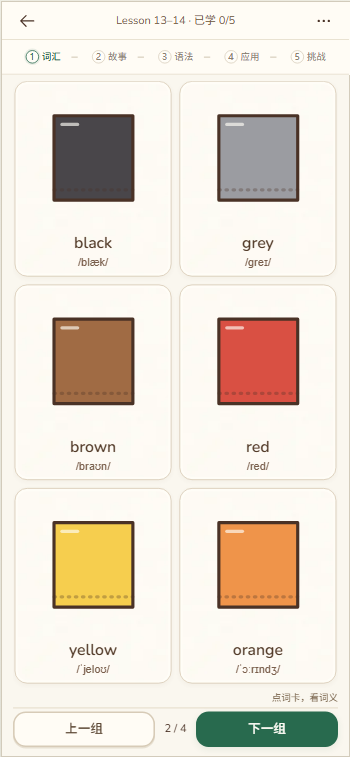 Lesson 13–14 · 已学 0/5
1 词汇 – 2 故事 – 3 语法 – 4 应用 – 5 挑战
black grey
/blæk/ /greɪ/
brown red
/braʊn/ /red/
yellow orange
/ˈjeloʊ/ /ˈɔːrɪndʒ/
点词卡，看词义
上一组 2 / 4 下一组